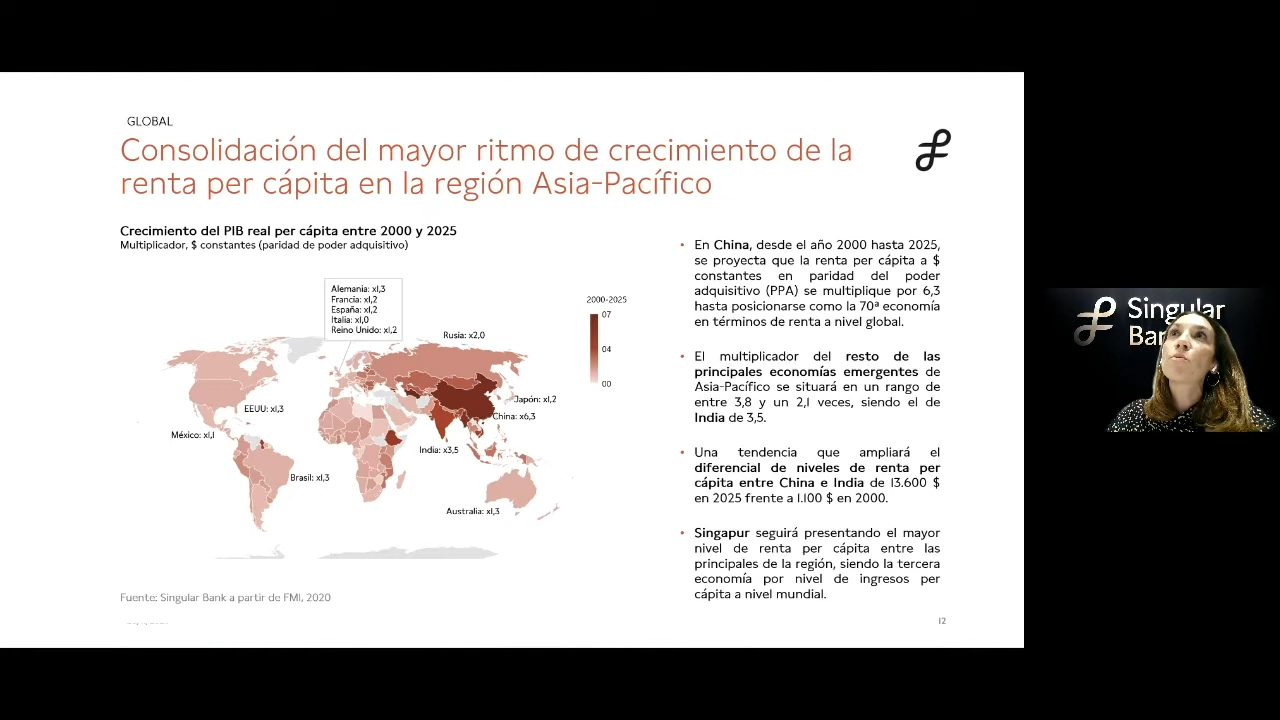 GLOBAL
Consolidación del mayor ritmo de crecimiento de la
renta per cápita en la región Asia-Pacífico
Crecimiento del PIB real per cápita entre 2000 y 2025
Multiplicador, $ constantes (paridad de poder adquisitivo)
Alemania: x1,3
Francia: x1,2
España: x1,2
Italia: x1,0
Reino Unido: x1,2
2000-2025
07
04
00
Rusia: x2,0
Japón: x1,2
China: x6,3
EEUU: x1,3
México: x1,1
India: x3,5
Brasil: x1,3
Australia: x1,3
Fuente: Singular Bank a partir de FMI, 2020
• En China, desde el año 2000 hasta 2025,
se proyecta que la renta per cápita a $
constantes en paridad del poder
adquisitivo (PPA) se multiplique por 6,3
hasta posicionarse como la 70ª economía
en términos de renta a nivel global.
• El multiplicador del resto de las
principales economías emergentes de
Asia-Pacífico se situará en un rango de
entre 3,8 y un 2,1 veces, siendo el de
India de 3,5.
• Una tendencia que ampliará el
diferencial de niveles de renta per
cápita entre China e India de 13.600 $
en 2025 frente a 1.100 $ en 2000.
• Singapur seguirá presentando el mayor
nivel de renta per cápita entre las
principales de la región, siendo la tercera
economía por nivel de ingresos per
cápita a nivel mundial.
12
Singular